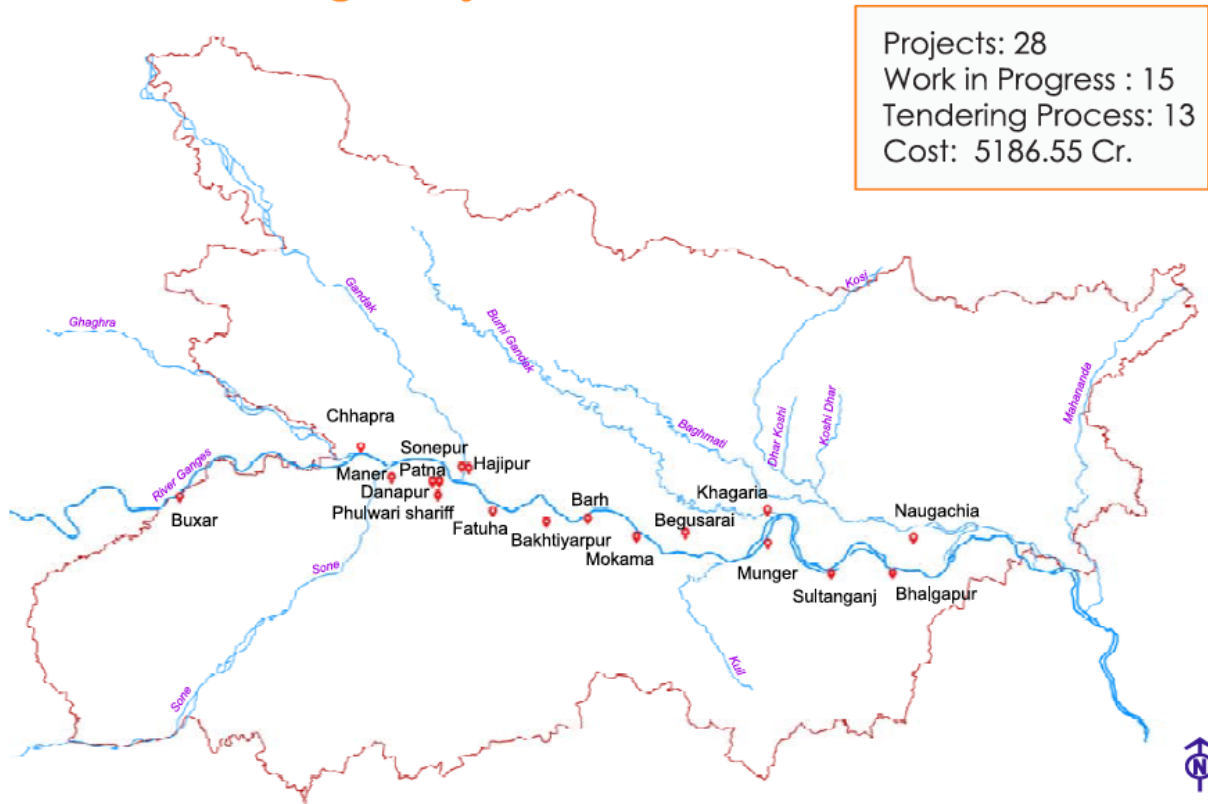 Projects: 28
Work in Progress : 15
Tendering Process: 13
Cost: 5186.55 Cr.
Kosi
Gandak
Ghaghra
Burhi Gandak
Mahananda
Baghmati
Dhar Koshi
Koshi Dhar
Chhapra
Sonepur
Hajipur
River Ganges
Maner
Patna
Danapur
Buxar
Phulwari shariff
Fatuha
Barh
Bakhtiyarpur
Mokama
Begusarai
Khagaria
Naugachia
Munger
Sultanganj
Bhalgapur
Sone
Kuil
Sone
N